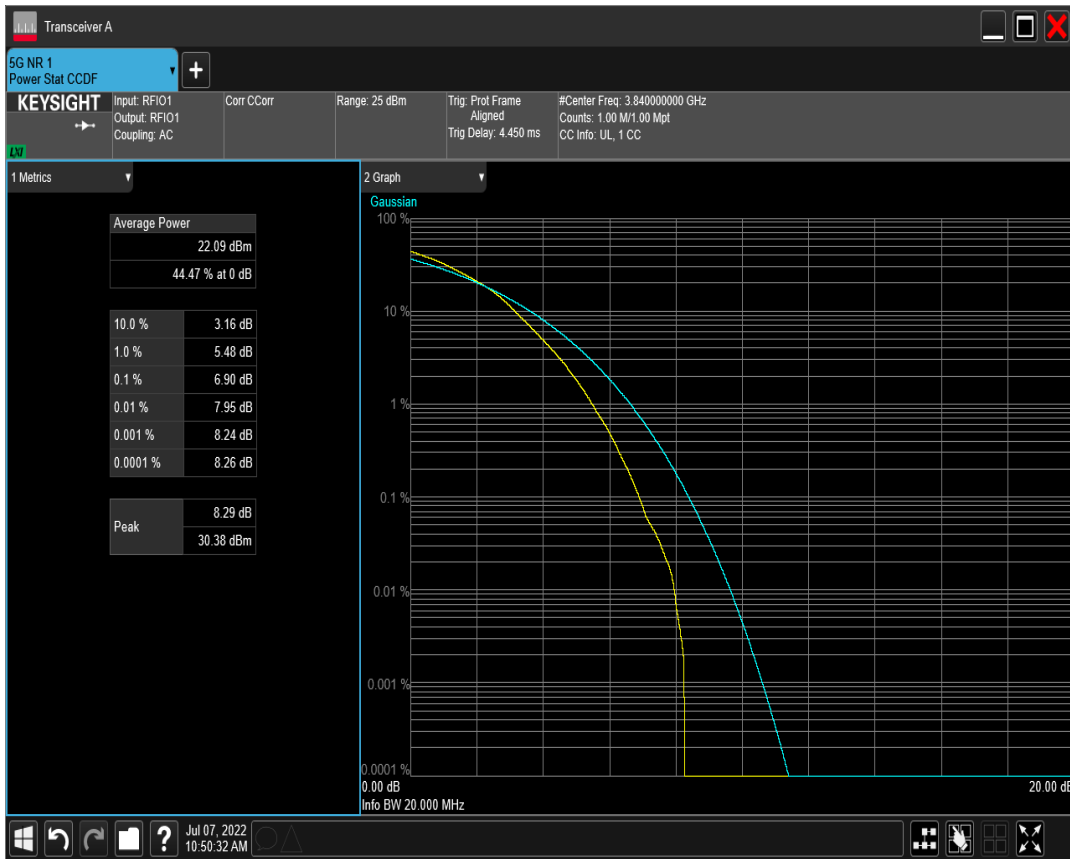 Transceiver A
5G NR 1
Power Stat CCDF
+
KEYSIGHT
LXI
Input: RFIO1
Output: RFIO1
Coupling: AC
Corr CCorr
Range: 25 dBm
Trig: Prot Frame
Aligned
Trig Delay: 4.450 ms
#Center Freq: 3.840000000 GHz
Counts: 1.00 M/1.00 Mpt
CC Info: UL, 1 CC
1 Metrics
Average Power
22.09 dBm
44.47 % at 0 dB
10.0 % 3.16 dB
1.0 % 5.48 dB
0.1 % 6.90 dB
0.01 % 7.95 dB
0.001 % 8.24 dB
0.0001 % 8.26 dB
Peak
8.29 dB
30.38 dBm
2 Graph
Gaussian
100 %
10 %
1 %
0.1 %
0.01 %
0.001 %
0.0001 %
0.00 dB 20.00 dB
Info BW 20.000 MHz
?
Jul 07, 2022
10:50:32 AM